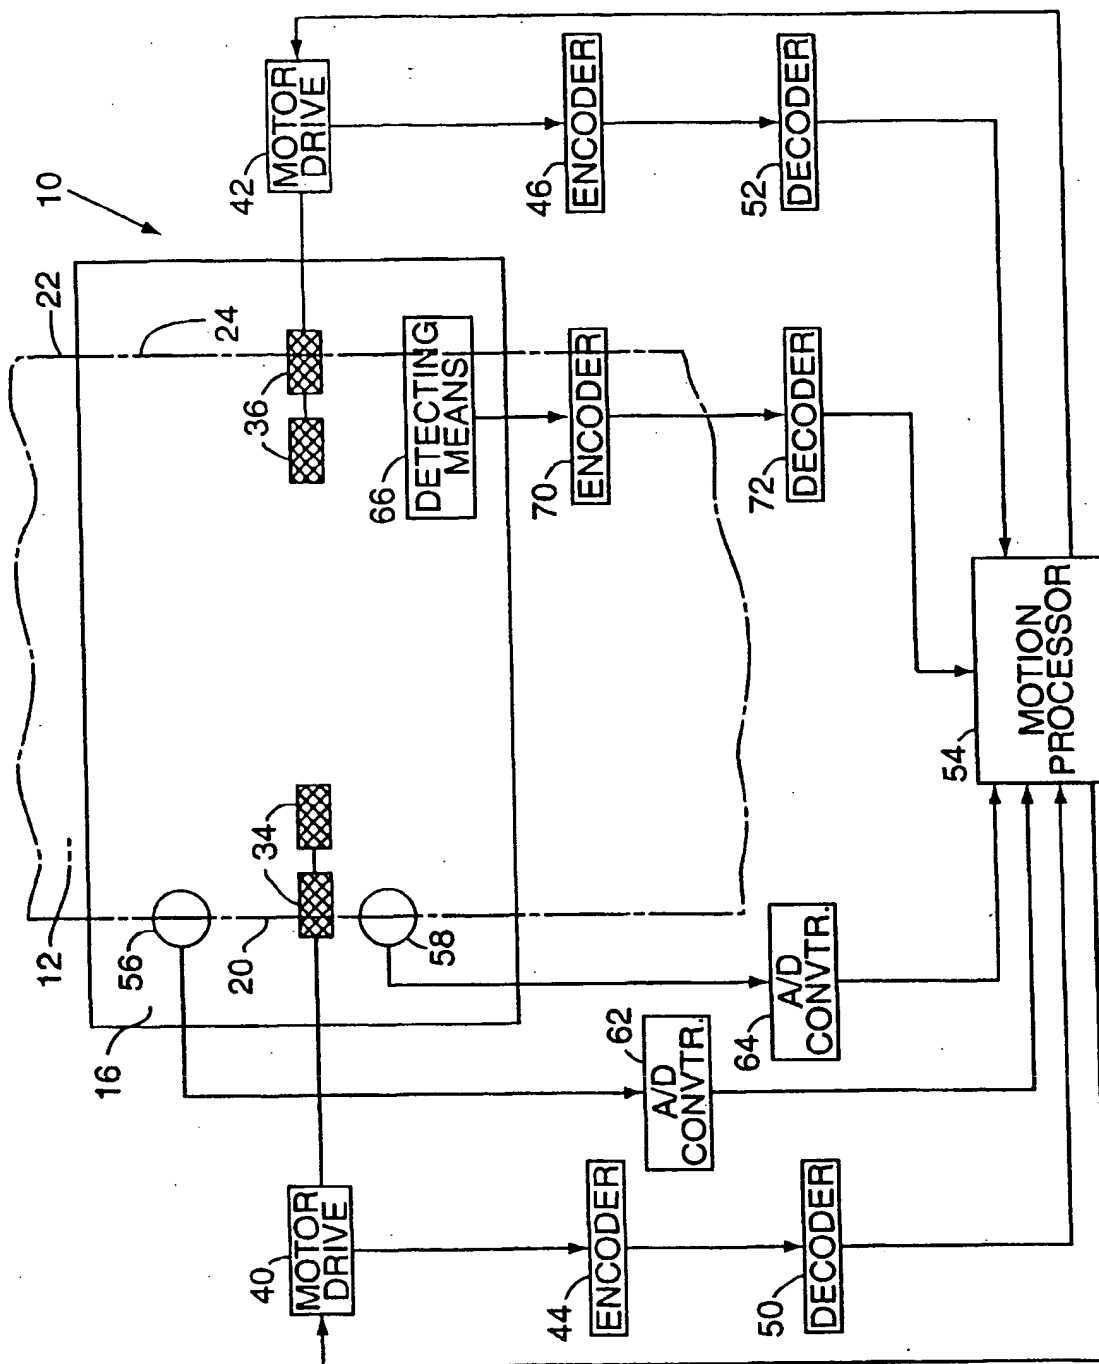 10
42
MOTOR
DRIVE
46
ENCODER
52
DECODER
22
24
36
66
DETECTING
MEANS
70
ENCODER
72
DECODER
12
16
56
20
34
58
62
A/D
CONVTR.
64
A/D
CONVTR.
40
MOTOR
DRIVE
44
ENCODER
50
DECODER
54
MOTION
PROCESSOR